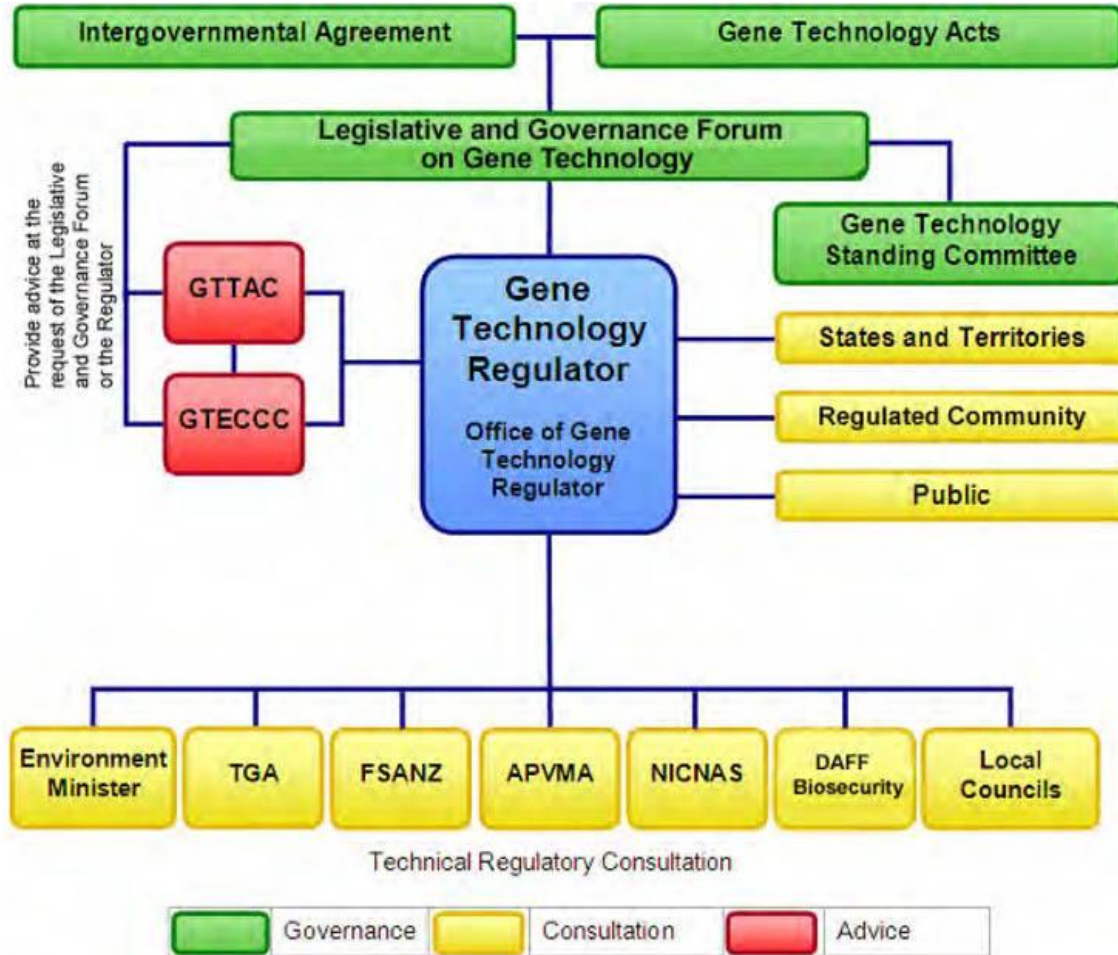 Intergovernmental Agreement
Gene Technology Acts
Legislative and Governance Forum
on Gene Technology
Provide advice at the
request of the Legislative
and Governance Forum
or the Regulator
GTTAC
GTECCC
Gene
Technology
Regulator
Office of Gene
Technology
Regulator
Gene Technology
Standing Committee
States and Territories
Regulated Community
Public
Environment
Minister
TGA
FSANZ
APVMA
NICNAS
DAFF
Biosecurity
Local
Councils
Technical Regulatory Consultation
Governance
Consultation
Advice